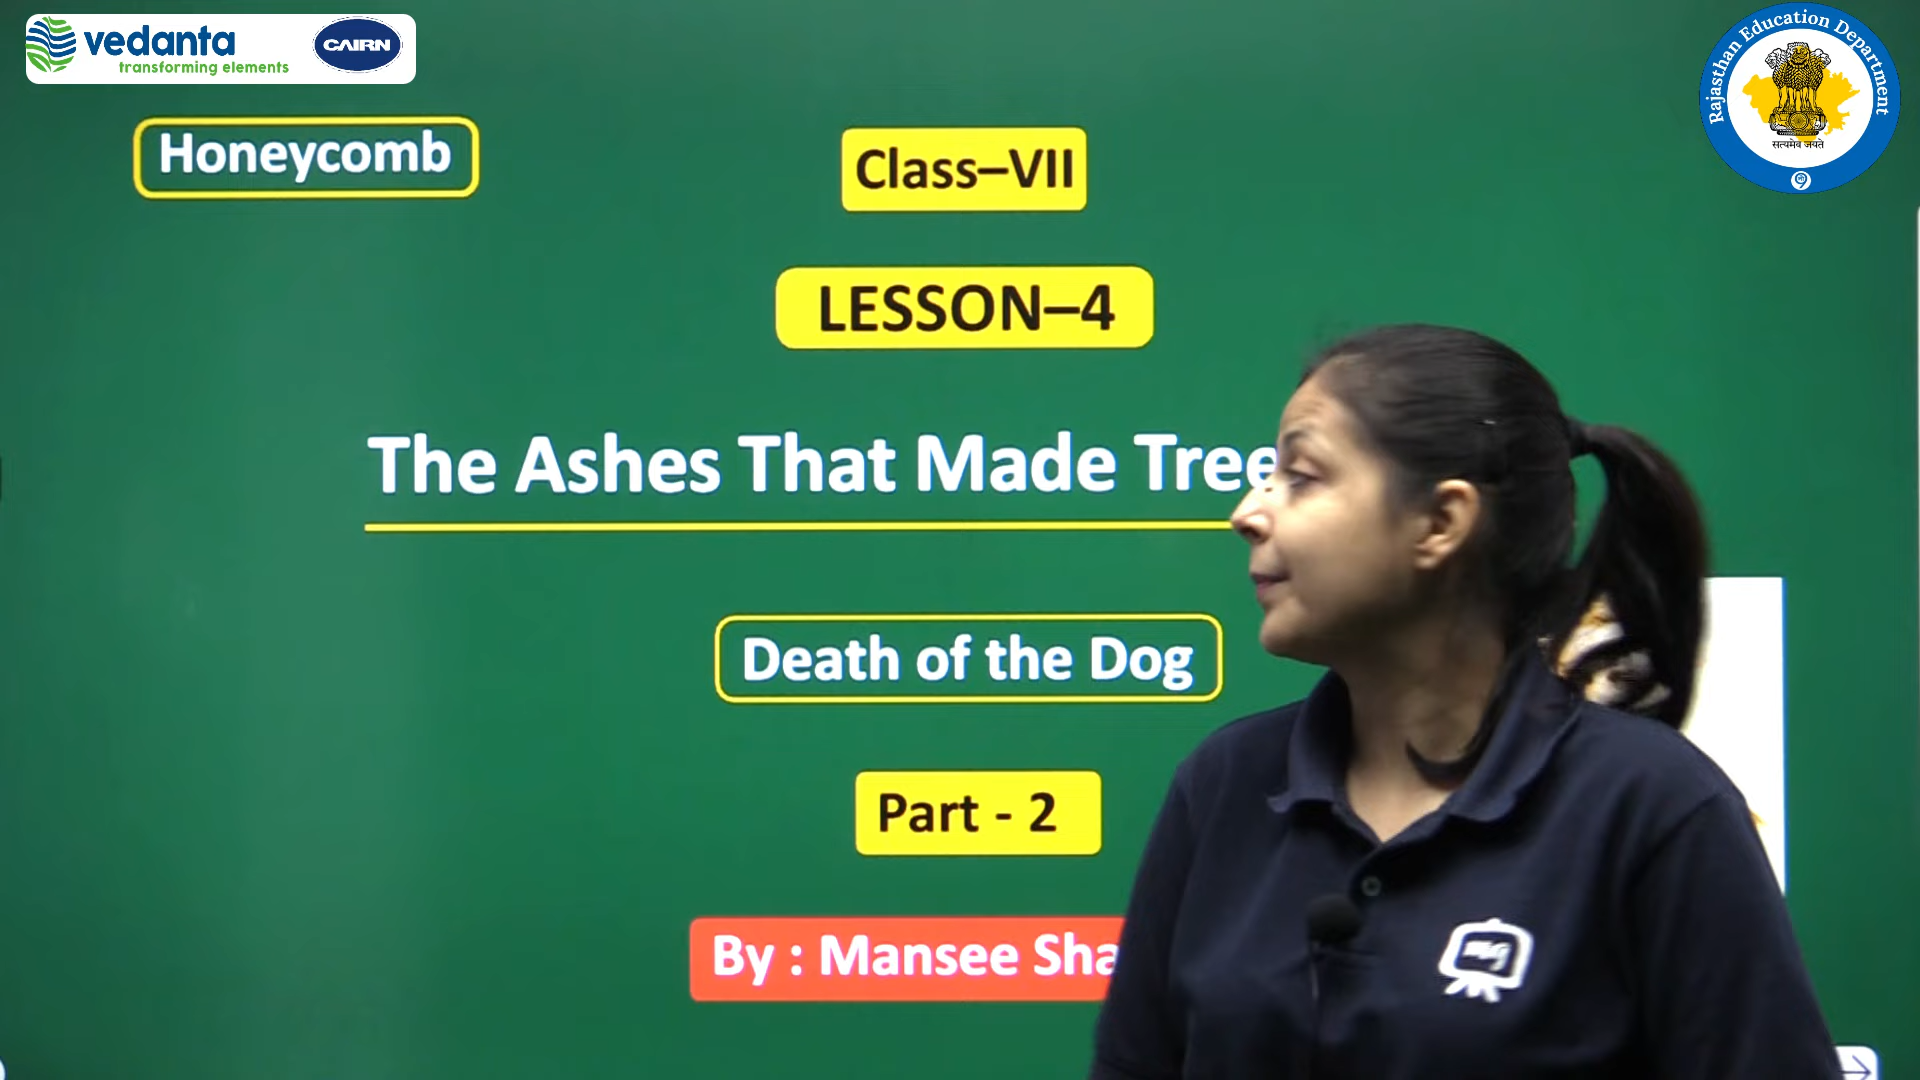 vedanta
transforming elements
CAIRN
Rajasthan Education Department
सत्यमेव जयते
Honeycomb
Class–VII
LESSON–4
The Ashes That Made Tree
Death of the Dog
Part - 2
By : Mansee Sha